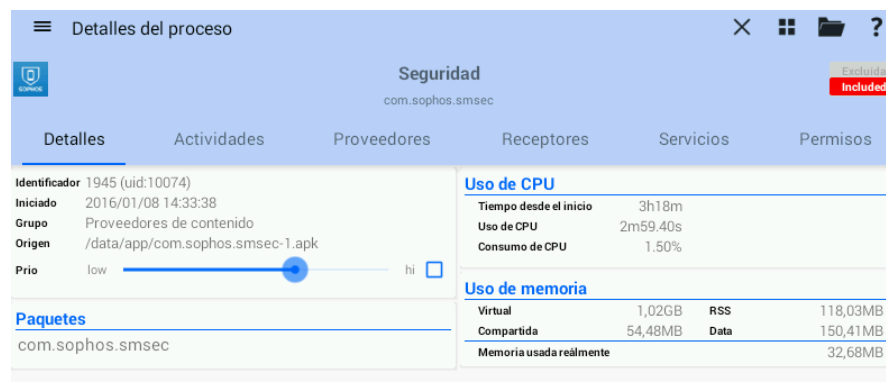 Detalles del proceso
?
SOPHOS
Seguridad
com.sophos.smsec
Excluida
Included
Detalles Actividades Proveedores Receptores Servicios Permisos
Identificador 1945 (uid:10074)
Iniciado 2016/01/08 14:33:38
Grupo Proveedores de contenido
Origen /data/app/com.sophos.smsec-1.apk
Prio low hi
Paquetes
com.sophos.smsec
Uso de CPU
Tiempo desde el inicio 3h18m
Uso de CPU 2m59.40s
Consumo de CPU 1.50%
Uso de memoria
Virtual 1,02GB RSS 118,03MB
Compartida 54,48MB Data 150,41MB
Memoria usada reálmente 32,68MB